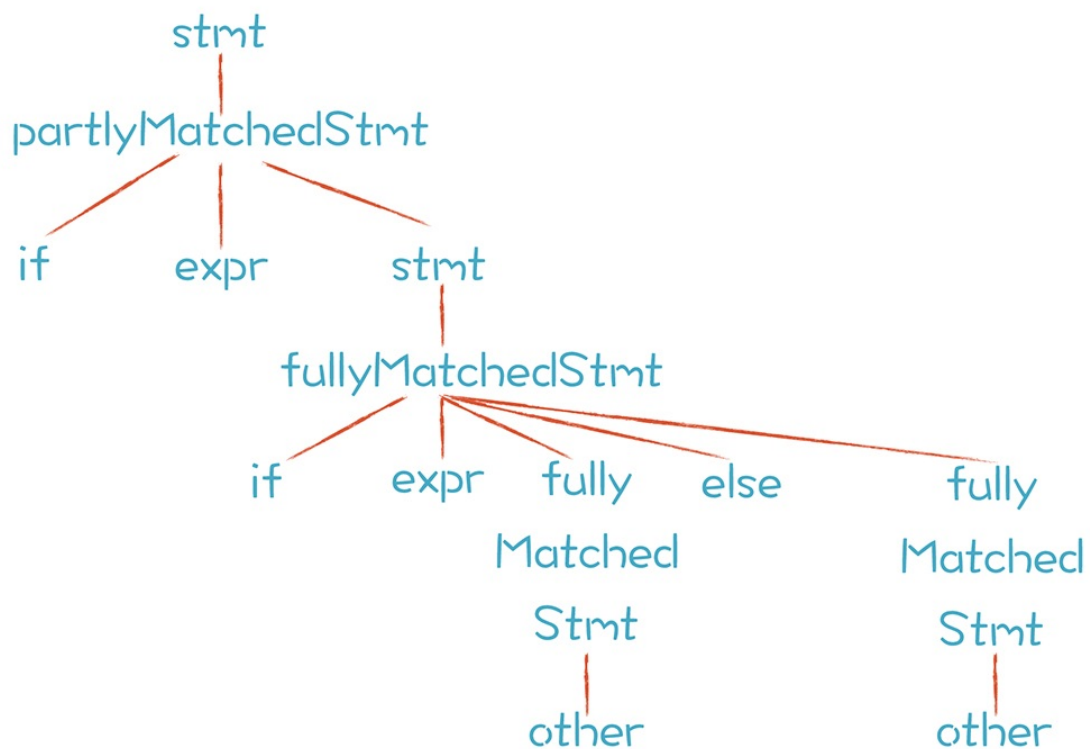 stmt
partlyMatchedStmt
if expr stmt
fullyMatchedStmt
if expr fully else fully
Matched Matched
Stmt Stmt
other other